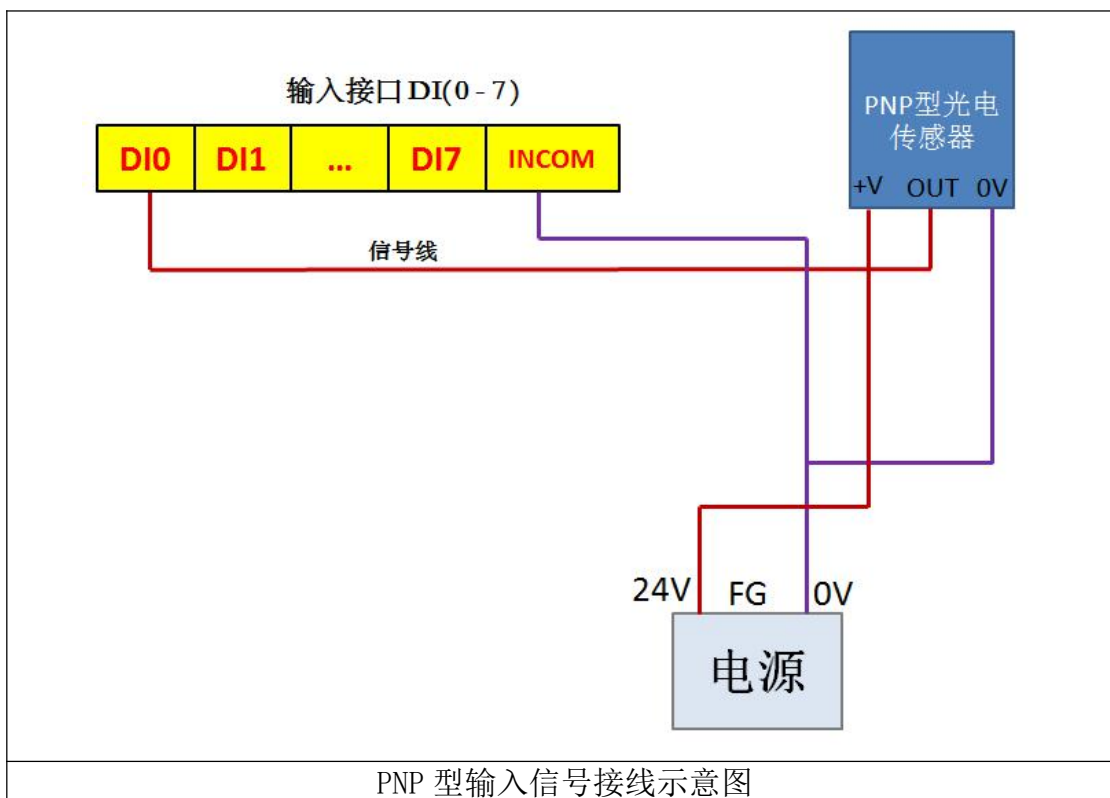 输入接口DI(0-7)
DI0 DI1 ... DI7 INCOM
PNP型光电
传感器
+V OUT 0V
信号线
24V FG 0V
电源
PNP 型输入信号接线示意图